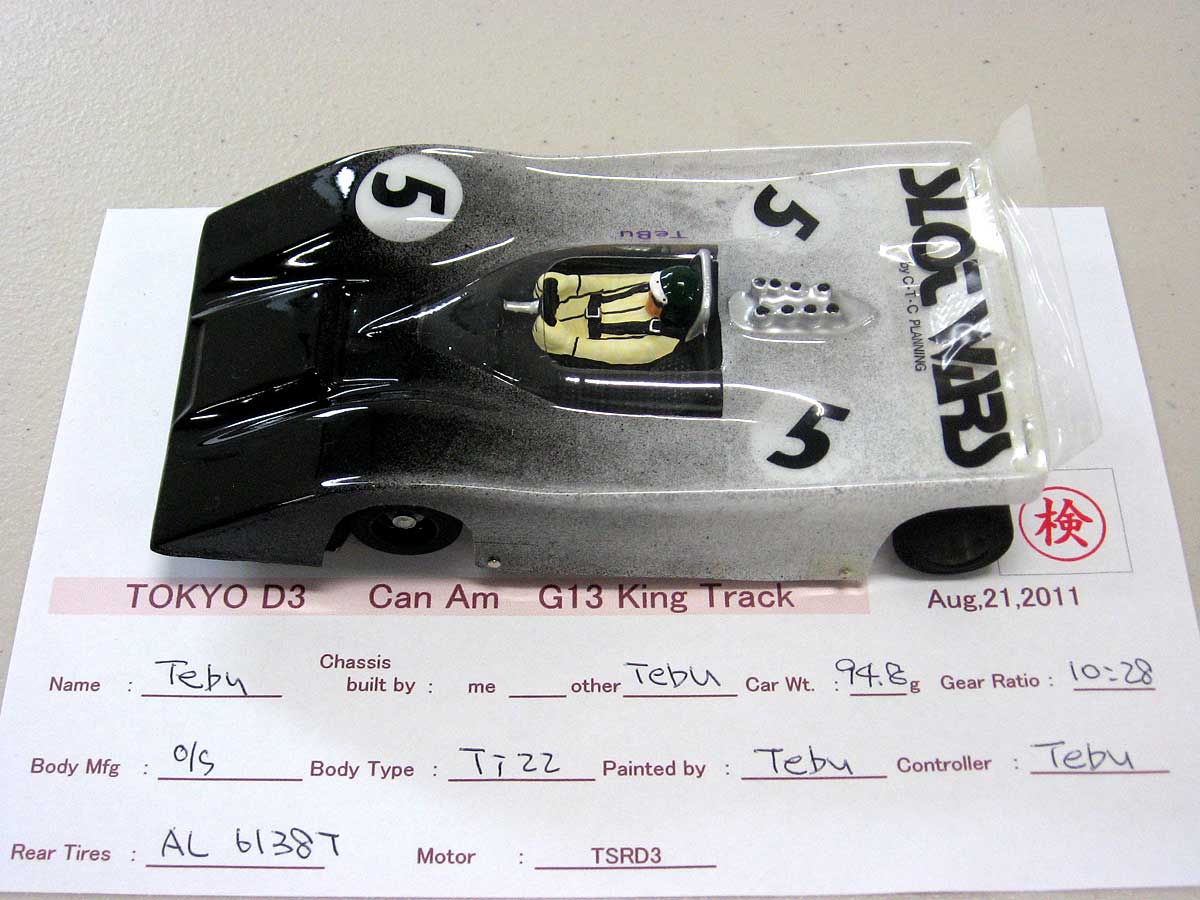 5
5
TeBu
SLOT WARS
by C・T・C PLANNING
5
検
TOKYO D3 Can Am G13 King Track Aug,21,2011
Name : Tebu Chassis built by : me other Tebu Car Wt. : 94.8g Gear Ratio : 10:28
Body Mfg : O/S Body Type : Ti22 Painted by : Tebu Controller : Tebu
Rear Tires : AL 6138T Motor : TSRD3